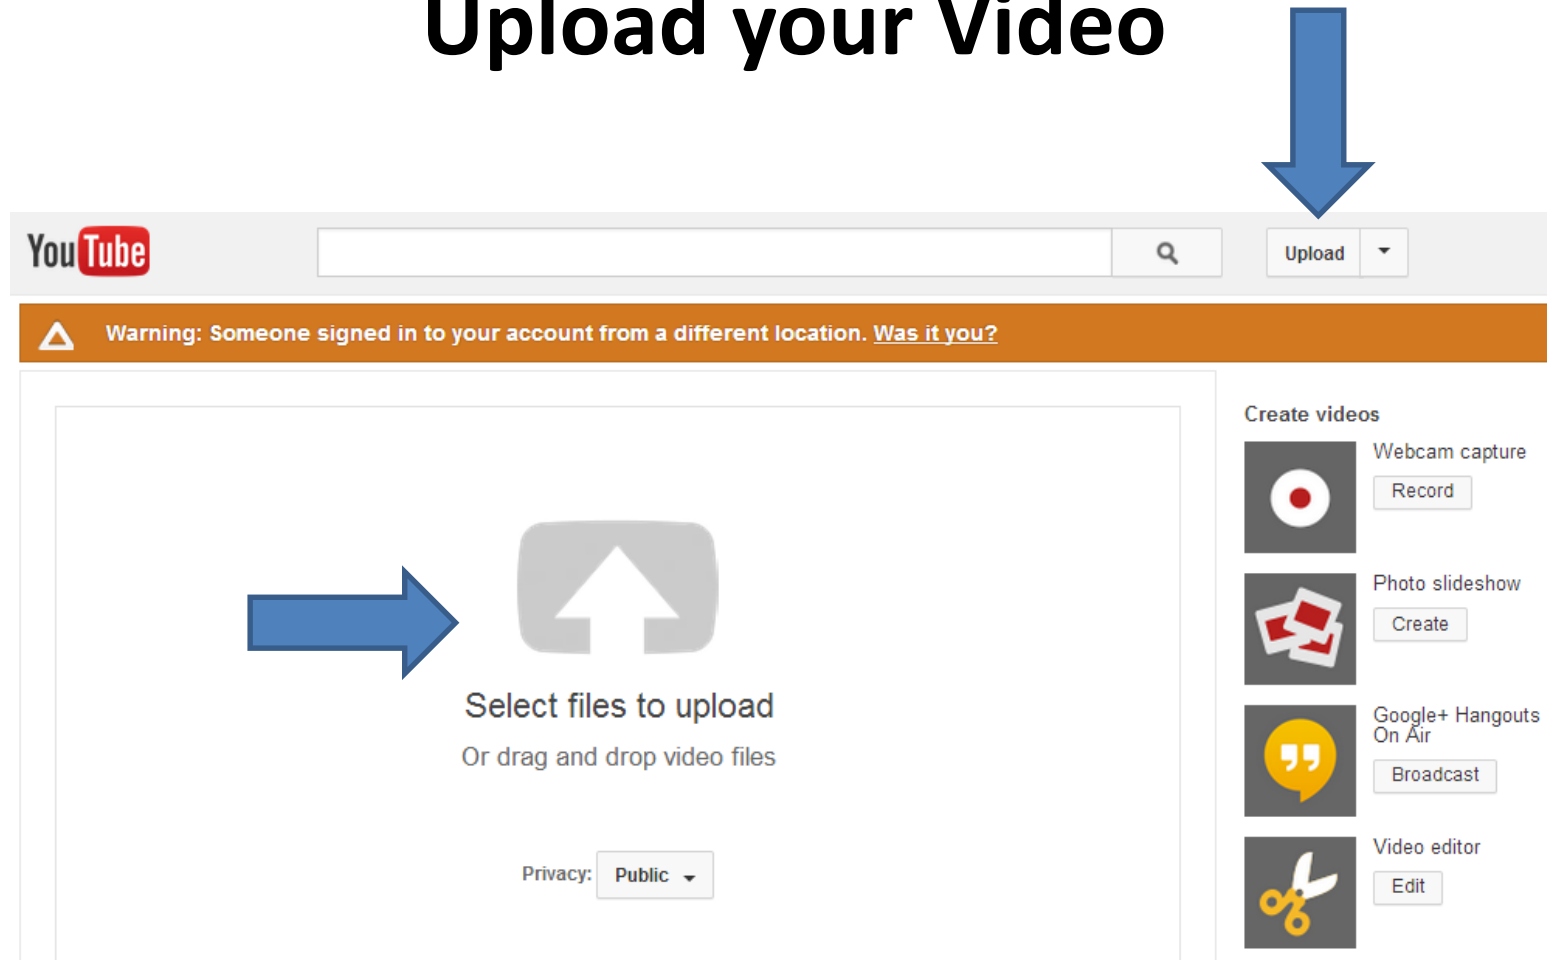 Upload your Video
YouTube
Upload
Warning: Someone signed in to your account from a different location. Was it you?
Create videos
Webcam capture
Record
Photo slideshow
Create
Select files to upload
Google+ Hangouts
On Air
Or drag and drop video files
Broadcast
Video editor
Privacy: Public
Edit